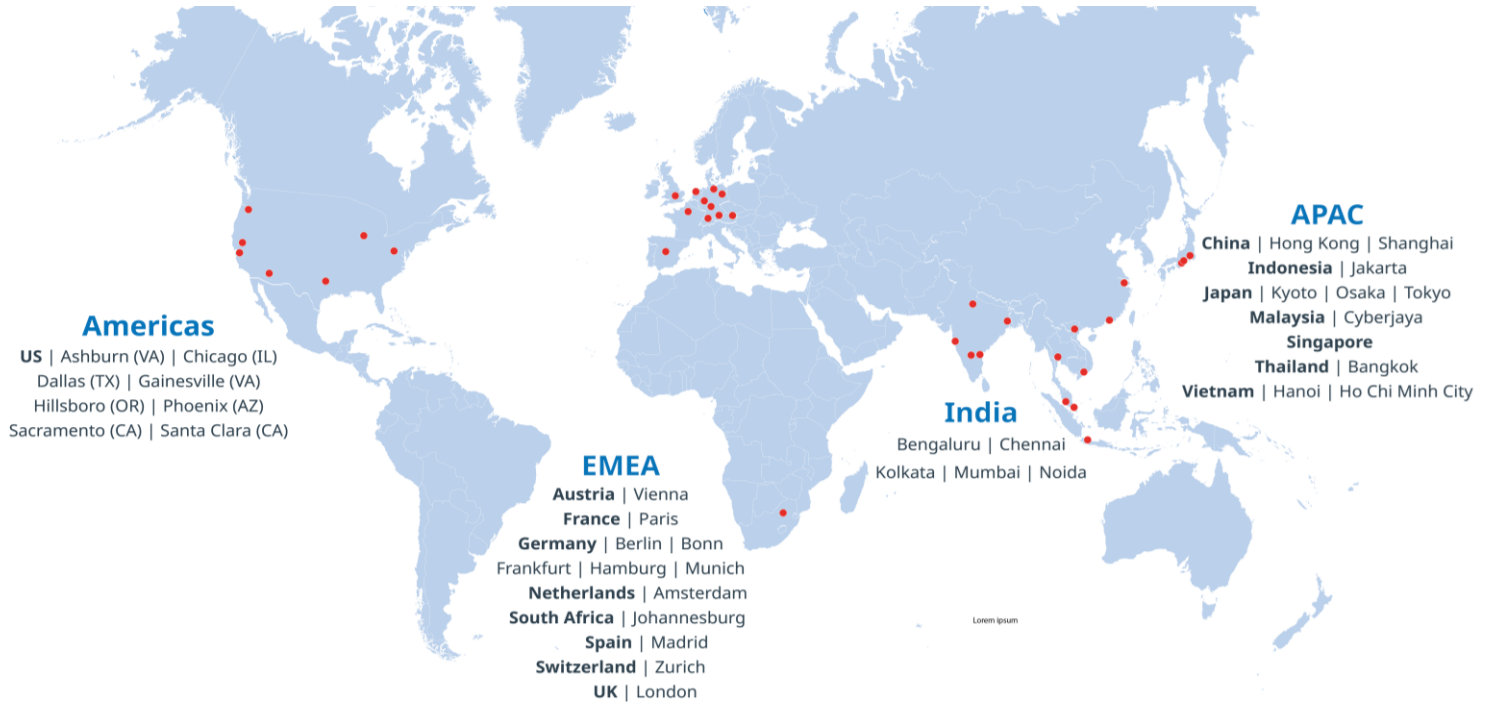 Americas
US | Ashburn (VA) | Chicago (IL)
Dallas (TX) | Gainesville (VA)
Hillsboro (OR) | Phoenix (AZ)
Sacramento (CA) | Santa Clara (CA)
EMEA
Austria | Vienna
France | Paris
Germany | Berlin | Bonn
Frankfurt | Hamburg | Munich
Netherlands | Amsterdam
South Africa | Johannesburg
Spain | Madrid
Switzerland | Zurich
UK | London
India
Bengaluru | Chennai
Kolkata | Mumbai | Noida
APAC
China | Hong Kong | Shanghai
Indonesia | Jakarta
Japan | Kyoto | Osaka | Tokyo
Malaysia | Cyberjaya
Singapore
Thailand | Bangkok
Vietnam | Hanoi | Ho Chi Minh City
Lorem ipsum